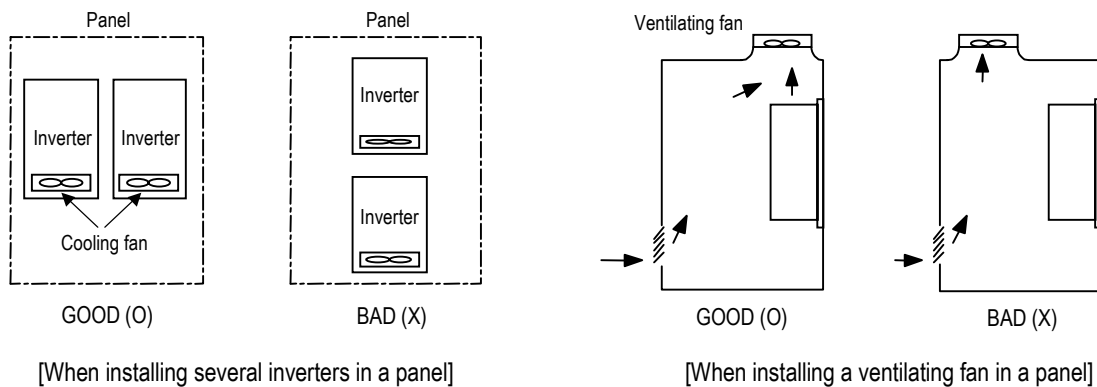 Panel
Inverter
Inverter
Cooling fan
GOOD (O)
Panel
Inverter
Inverter
BAD (X)
[When installing several inverters in a panel]
Ventilating fan
GOOD (O)
BAD (X)
[When installing a ventilating fan in a panel]